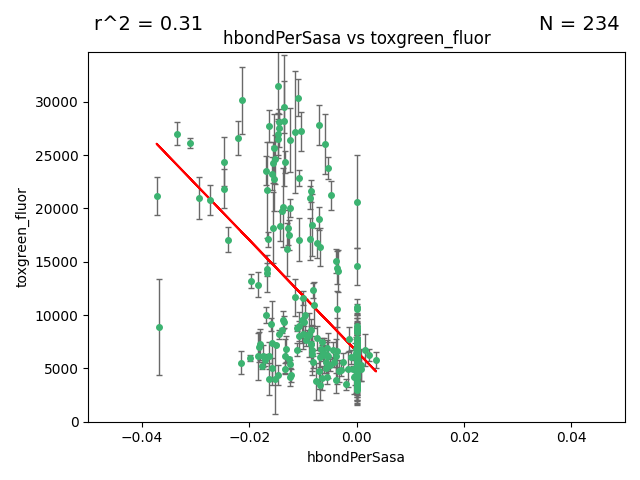 r^2 = 0.31
N = 234
hbondPerSasa vs toxgreen_fluor
30000
25000
20000
15000
10000
5000
0
toxgreen_fluor
−0.04
−0.02
0.00
0.02
0.04
hbondPerSasa